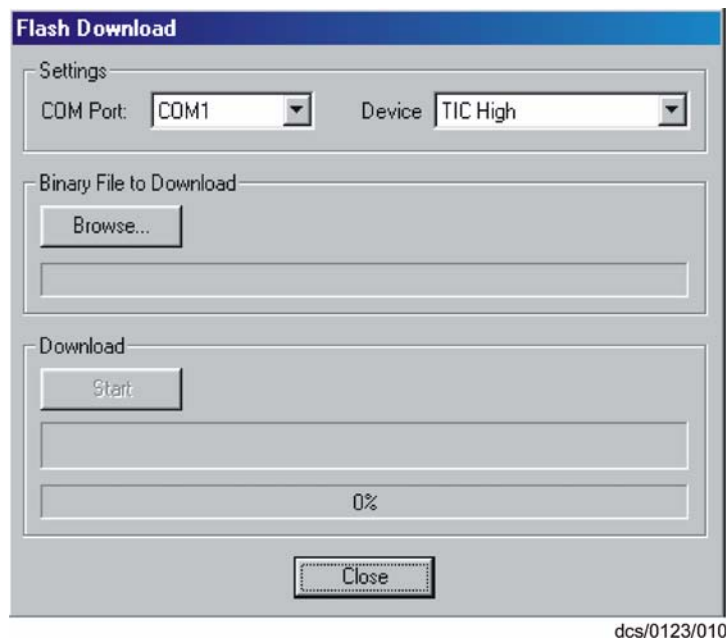 Flash Download
Settings
COM Port: COM1 Device TIC High
Binary File to Download
Browse...
Download
Start
0%
Close
dcs/0123/010